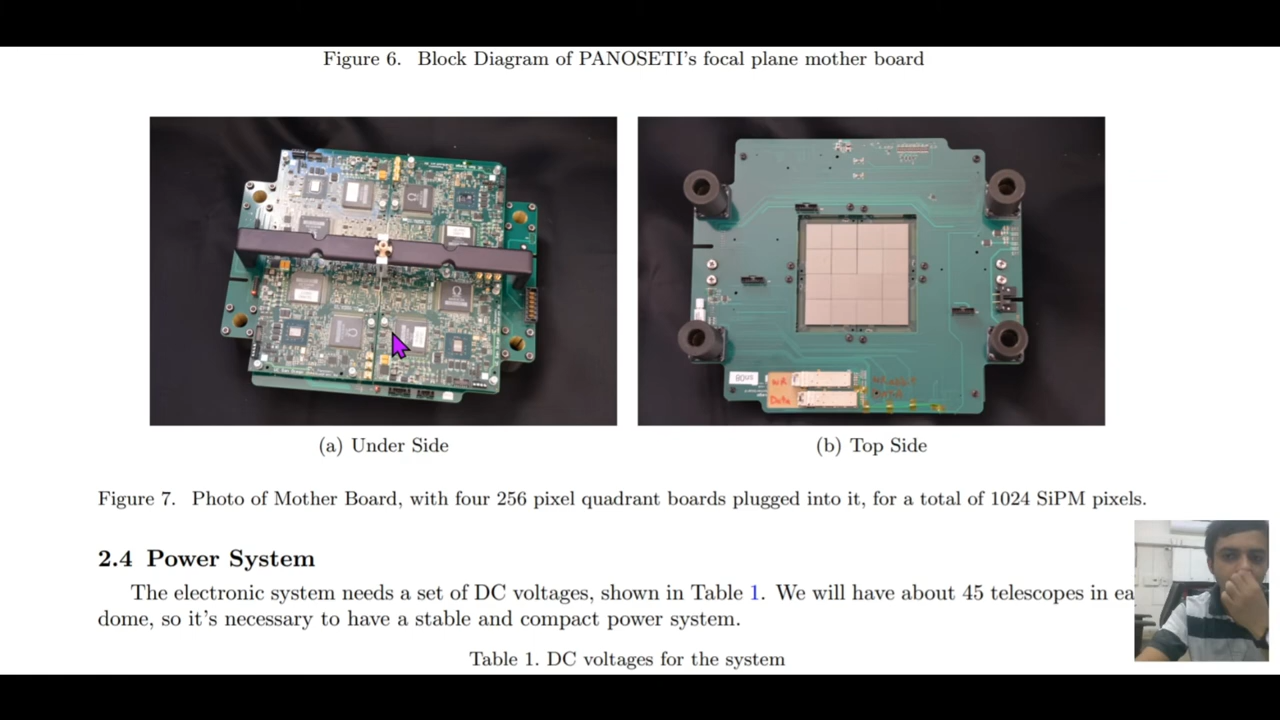 Figure 6. Block Diagram of PANOSETI's focal plane mother board
WR
Data
(a) Under Side
(b) Top Side
Figure 7. Photo of Mother Board, with four 256 pixel quadrant boards plugged into it, for a total of 1024 SiPM pixels.
2.4 Power System
The electronic system needs a set of DC voltages, shown in Table 1. We will have about 45 telescopes in ea
dome, so it's necessary to have a stable and compact power system.
Table 1. DC voltages for the system